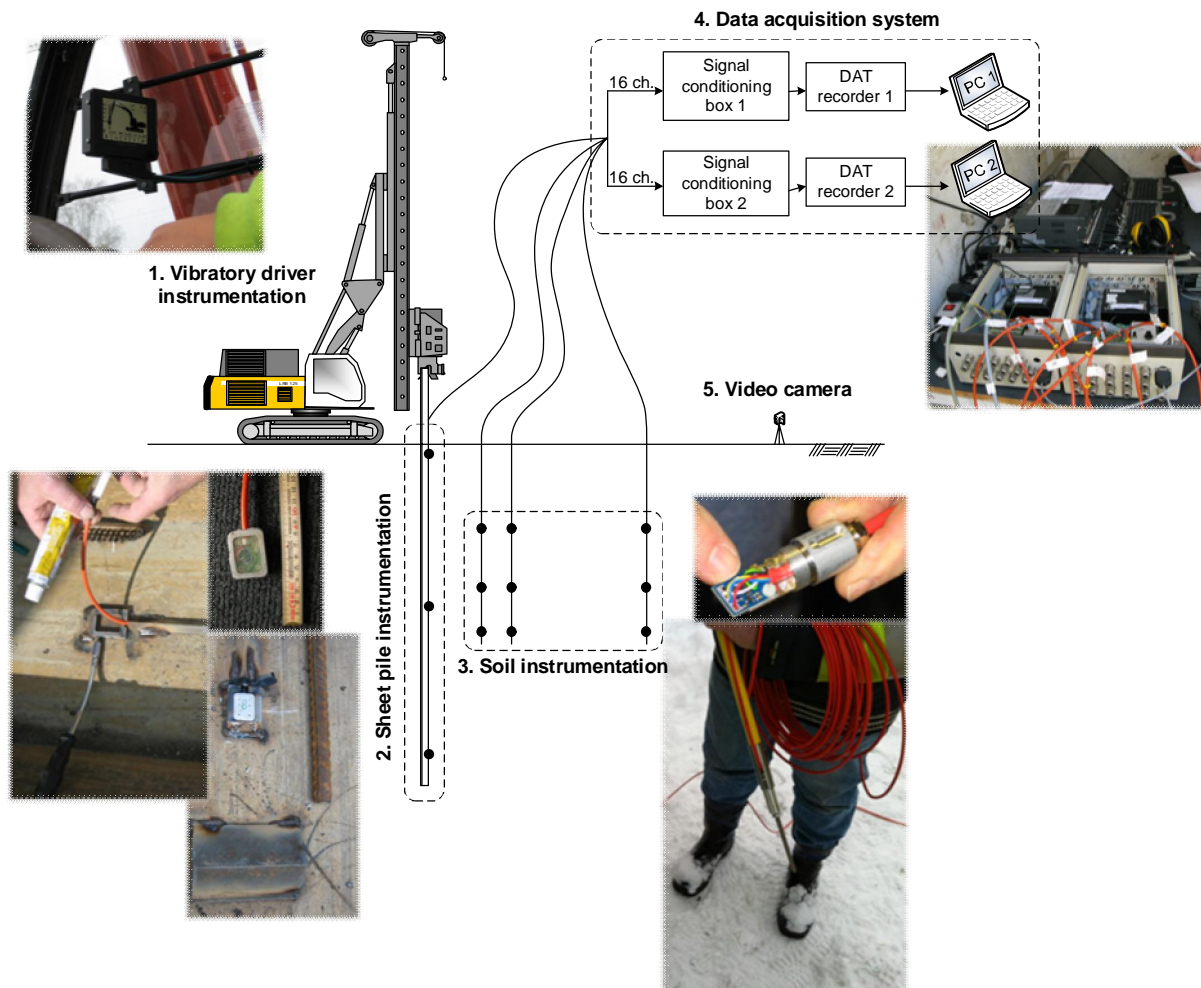 4. Data acquisition system
16 ch.
Signal
conditioning
box 1
DAT
recorder 1
PC 1
16 ch.
Signal
conditioning
box 2
DAT
recorder 2
PC 2
1. Vibratory driver
instrumentation
LRB 125
5. Video camera
2. Sheet pile instrumentation
3. Soil instrumentation